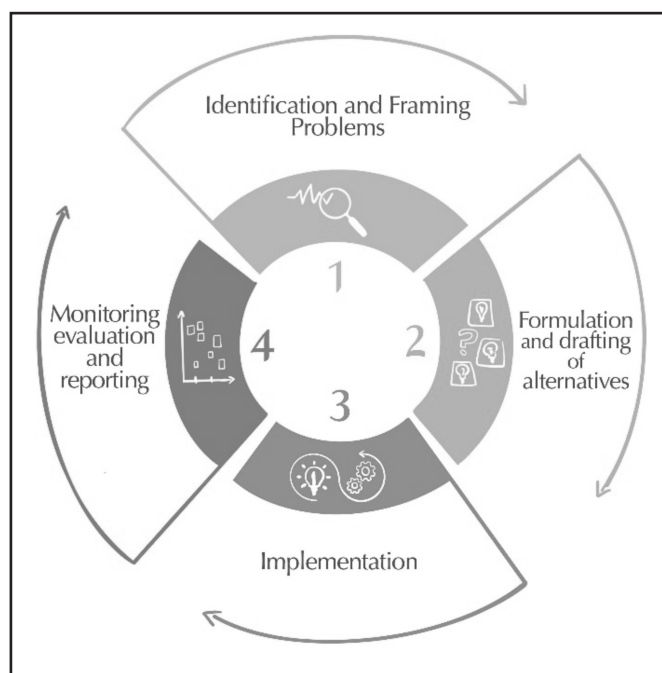 Identification and Framing
Problems
1
2
Formulation
and drafting
of
alternatives
3
Implementation
4
Monitoring
evaluation
and
reporting
?